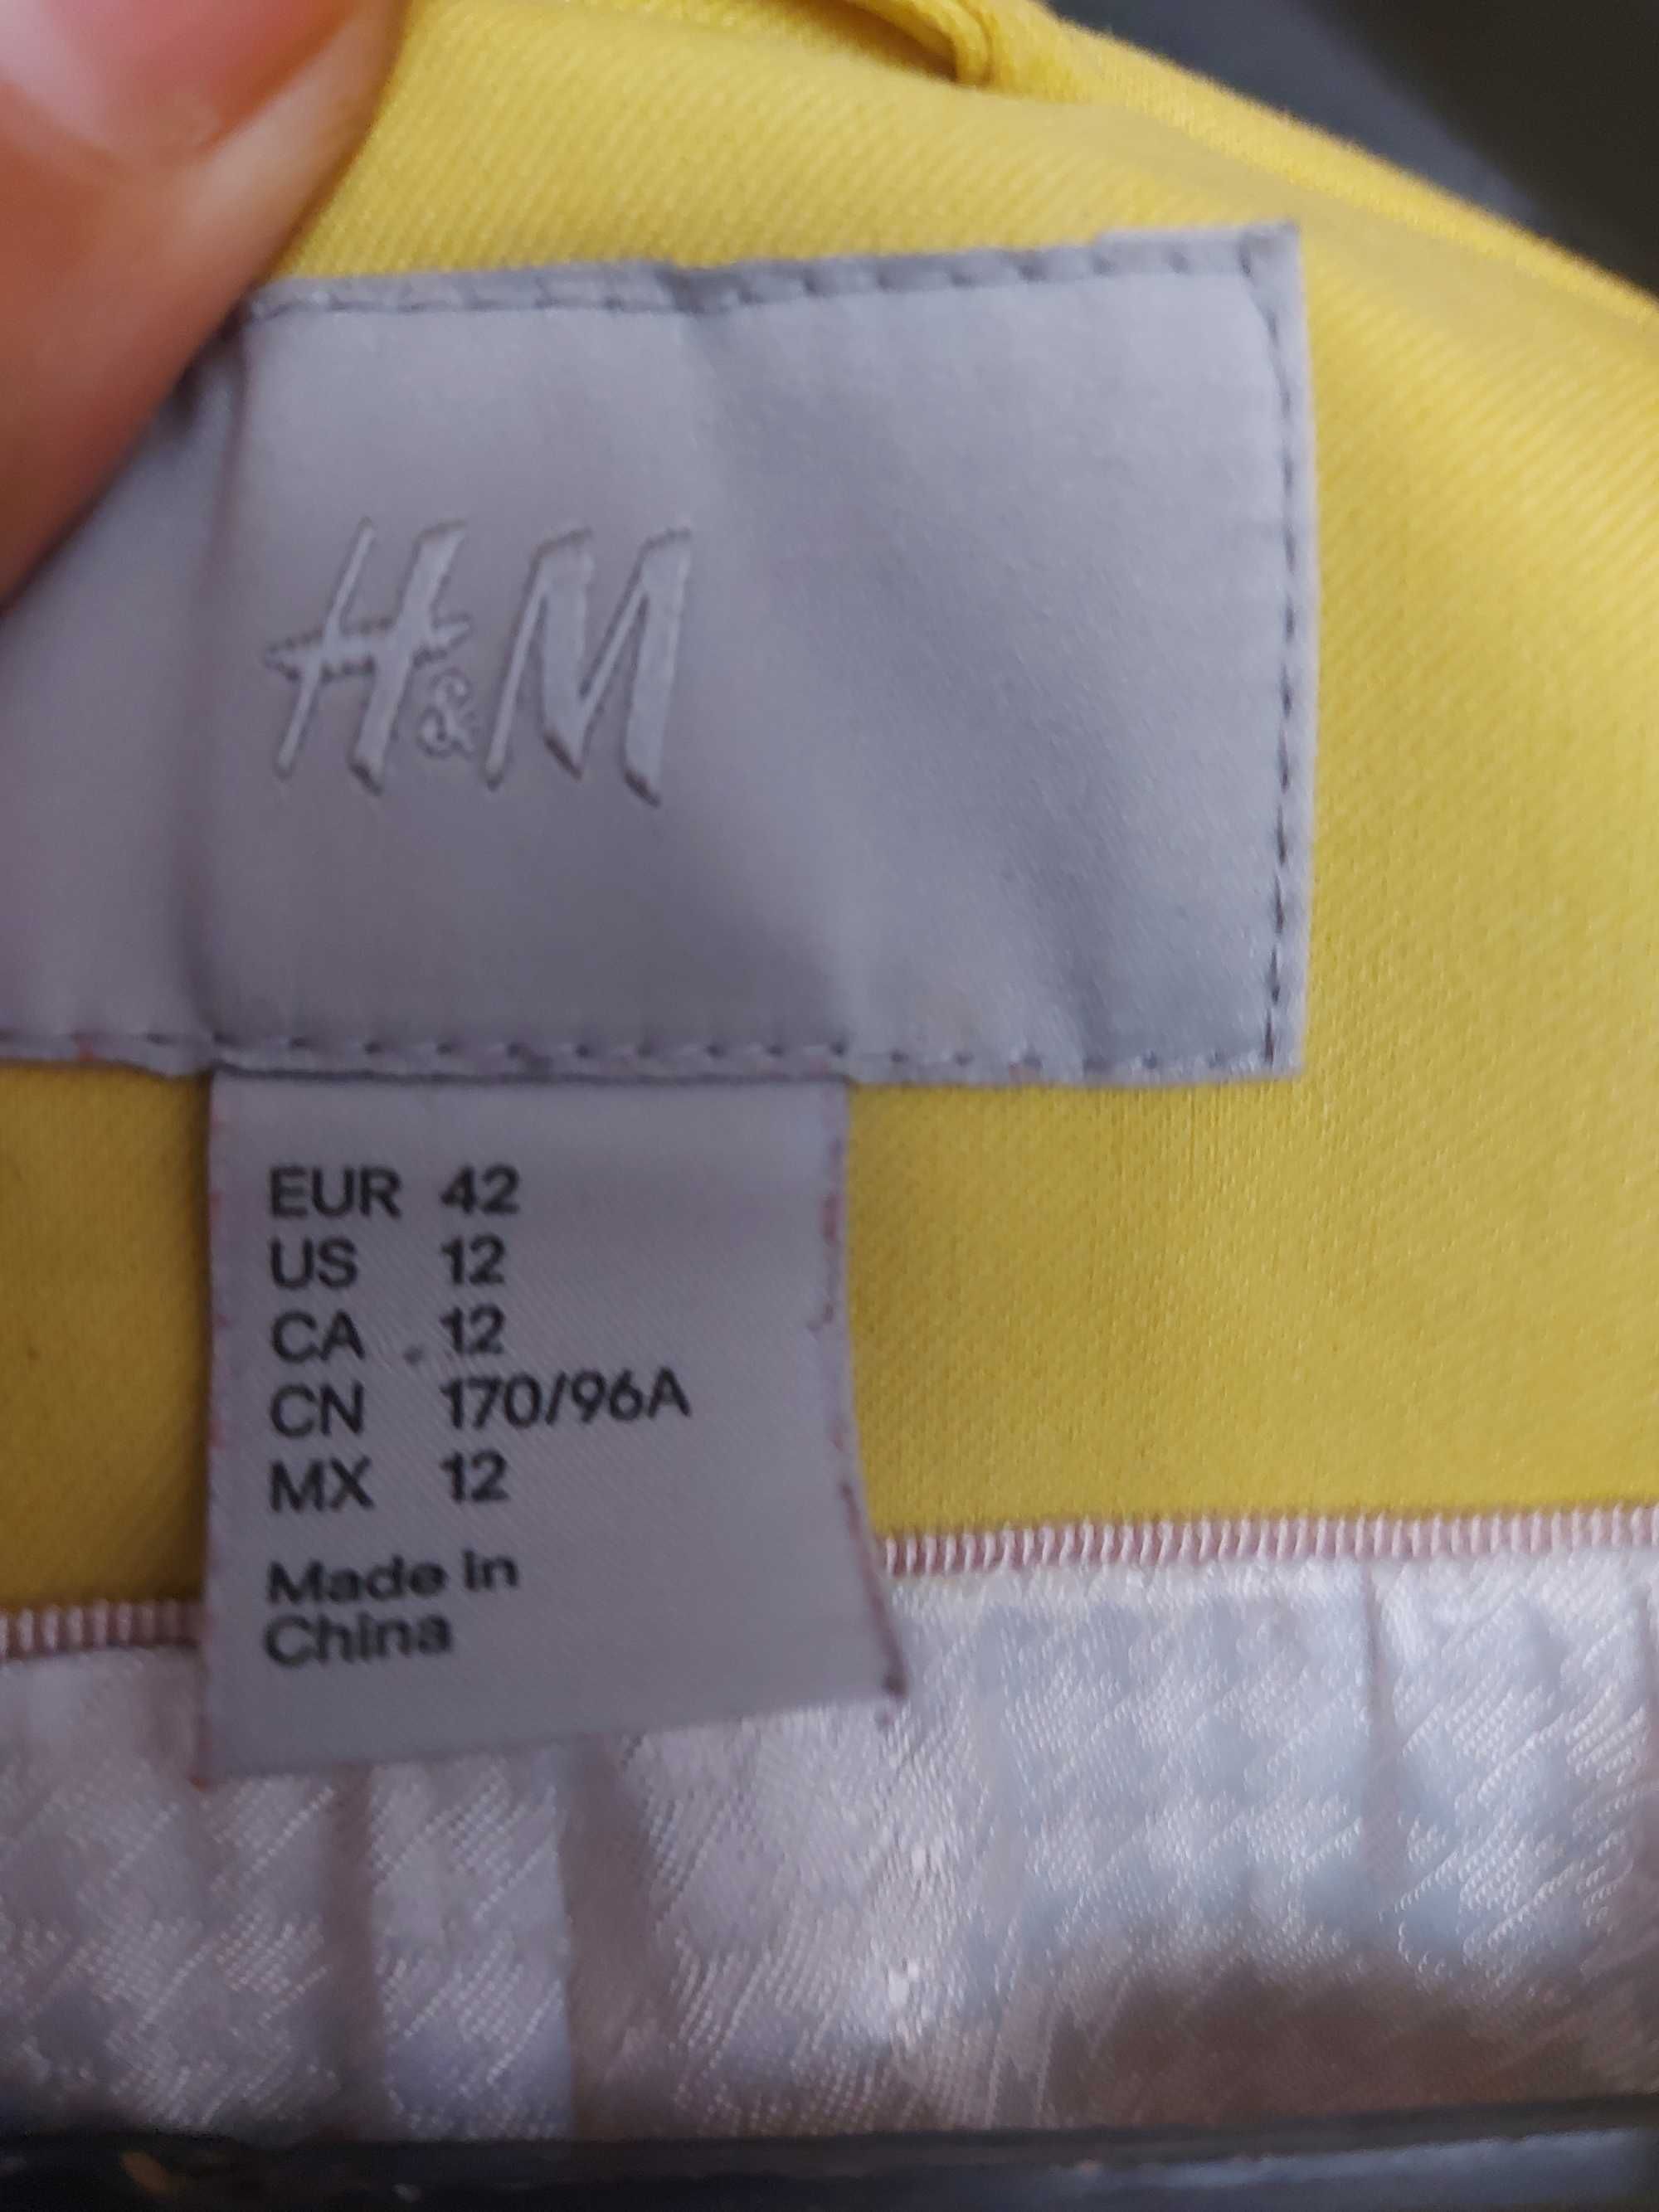 H&M
EUR 42
US 12
CA 12
CN 170/96A
MX 12
Made in
China